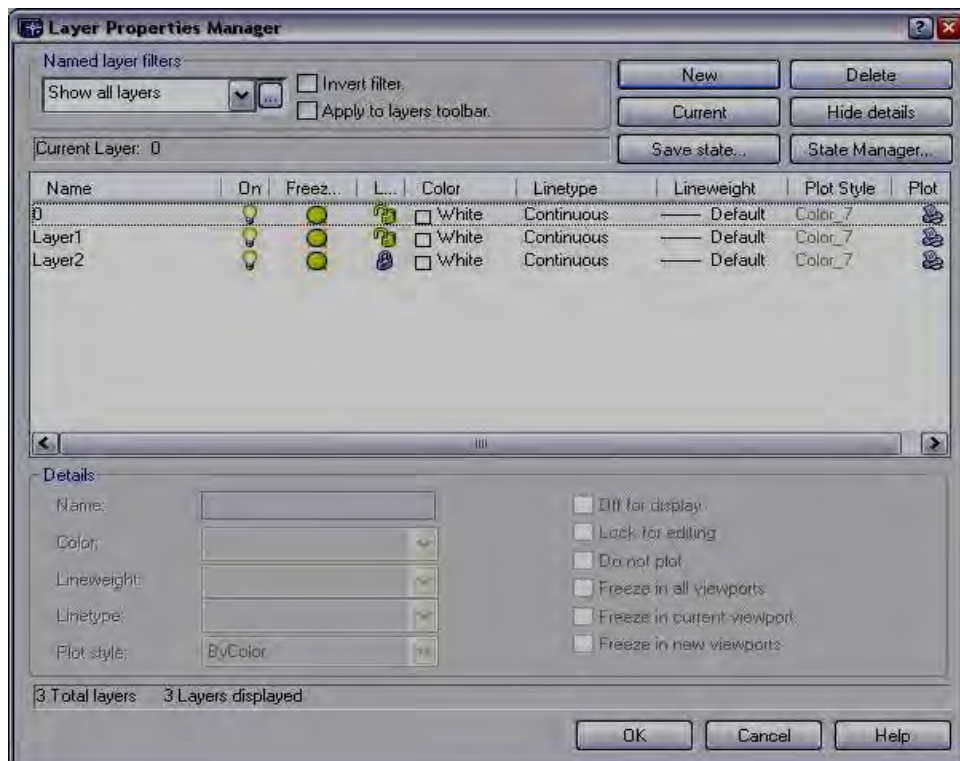 Layer Properties Manager
Named layer filters
Show all layers ...
Invert filter.
Apply to layers toolbar.
New Delete
Current Hide details
Save state... State Manager...
Current Layer: 0
Name On Freez... L... Color Linetype Lineweight Plot Style Plot
0 White Continuous Default Color_7
Layer1 White Continuous Default Color_7
Layer2 White Continuous Default Color_7
Details
Name:
Color:
Lineweight:
Linetype:
Plot style: ByColor
Off for display
Lock for editing
Do not plot
Freeze in all viewports
Freeze in current viewport
Freeze in new viewports
3 Total layers 3 Layers displayed
OK Cancel Help